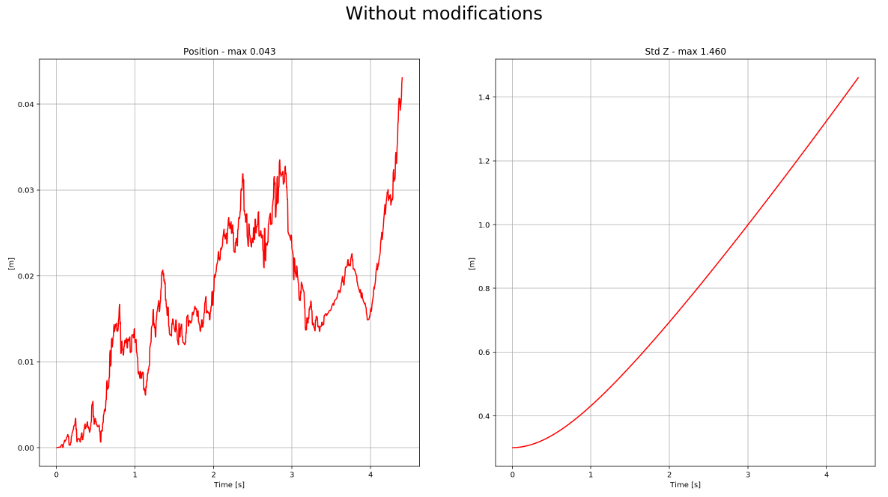 Without modifications
Position - max 0.043
0.04
0.03
0.02
0.01
0.00
[m]
0 1 2 3 4
Time [s]
Std Z - max 1.460
1.4
1.2
1.0
0.8
0.6
0.4
[m]
0 1 2 3 4
Time [s]